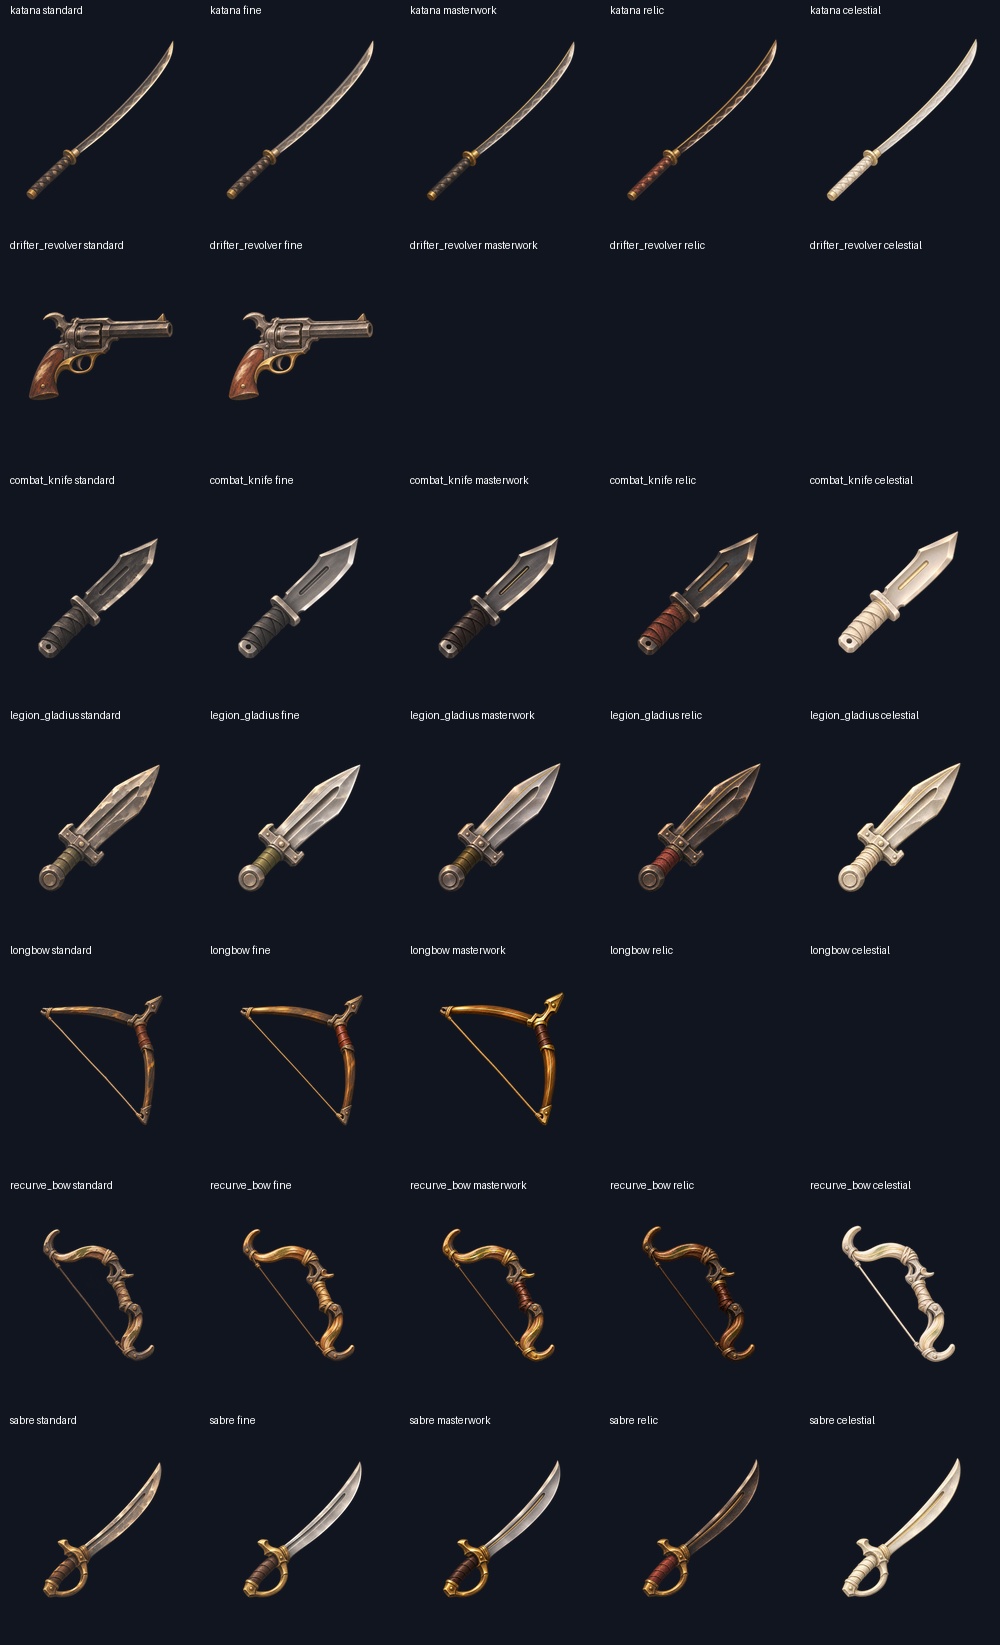 katana standard katana fine katana masterwork katana relic katana celestial
drifter_revolver standard drifter_revolver fine drifter_revolver masterwork drifter_revolver relic drifter_revolver celestial
combat_knife standard combat_knife fine combat_knife masterwork combat_knife relic combat_knife celestial
legion_gladius standard legion_gladius fine legion_gladius masterwork legion_gladius relic legion_gladius celestial
longbow standard longbow fine longbow masterwork longbow relic longbow celestial
recurve_bow standard recurve_bow fine recurve_bow masterwork recurve_bow relic recurve_bow celestial
sabre standard sabre fine sabre masterwork sabre relic sabre celestial